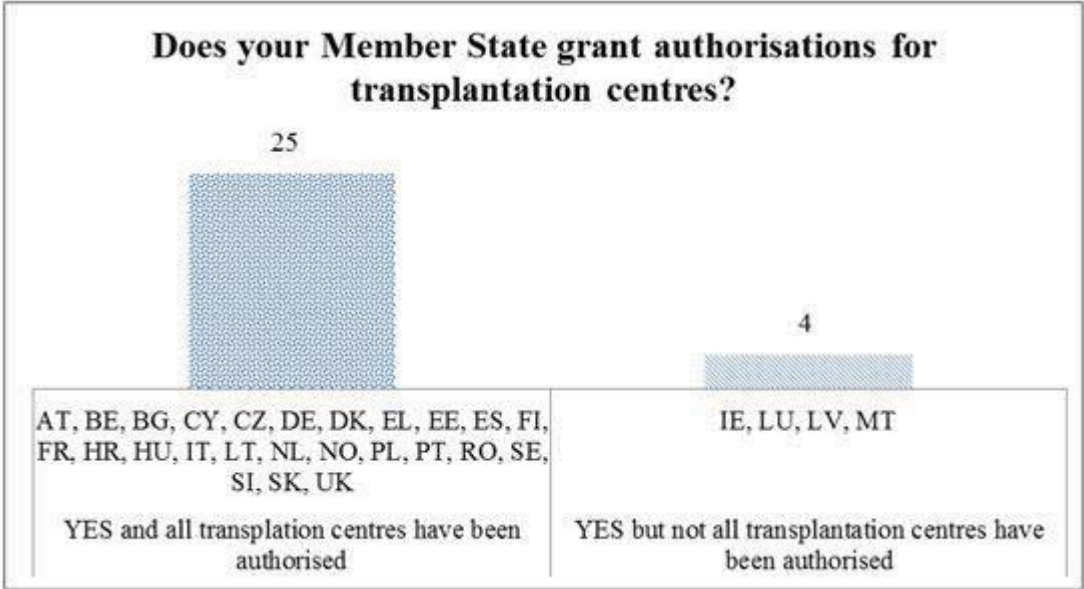 Does your Member State grant authorisations for
transplantation centres?
25
4
AT, BE, BG, CY, CZ, DE, DK, EL, EE, ES, FI,
FR, HR, HU, IT, LT, NL, NO, PL, PT, RO, SE,
SI, SK, UK
IE, LU, LV, MT
YES and all transplation centres have been
authorised
YES but not all transplantation centres have
been authorised